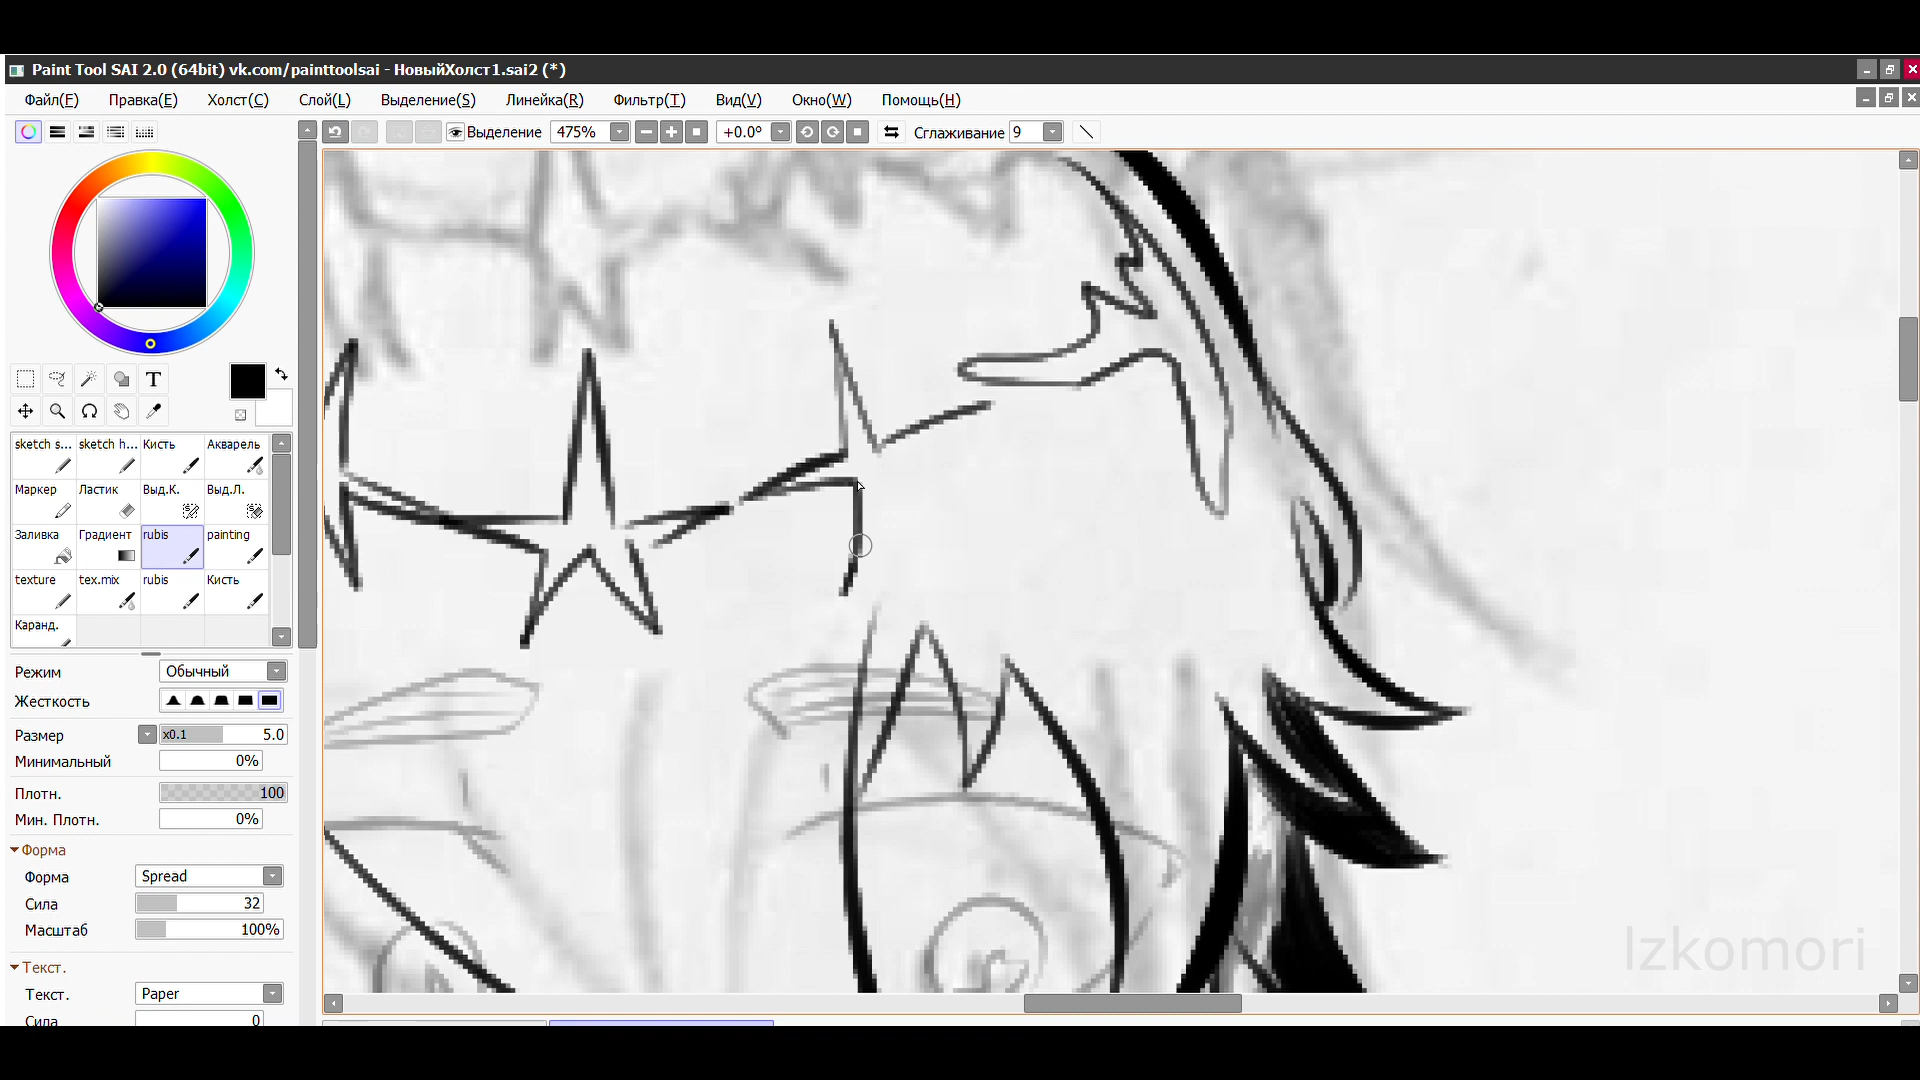 Paint Tool SAI 2.0 (64bit) vk.com/painttoolsai - НовыйХолст1.sai2 (*)
Файл(F) Правка(E) Холст(C) Слой(L) Выделение(S) Линейка(R) Фильтр(T) Вид(V) Окно(W) Помощь(H)
Выделение 475% +0.0° Сглаживание 9
T
sketch s... sketch h... Кисть Акварель
Маркер Ластик Выд.К. Выд.Л.
Заливка Градиент rubis painting
texture tex.mix rubis Кисть
Каранд.
Режим Обычный
Жесткость
Размер x0.1 5.0
Минимальный 0%
Плотн. 100
Мин. Плотн. 0%
Форма
Форма Spread
Сила 32
Масштаб 100%
Текст.
Текст. Paper
Сила 0
Izkomori